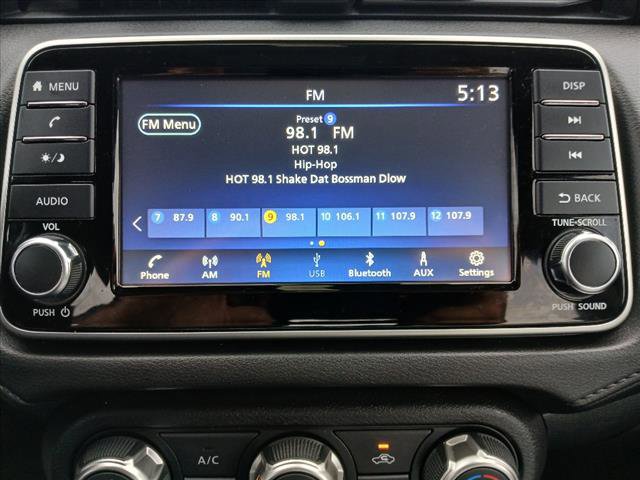 MENU
DISP
FM
5:13
FM Menu
Preset 9
98.1 FM
HOT 98.1
Hip-Hop
HOT 98.1 Shake Dat Bossman Dlow
AUDIO
BACK
7 87.9 8 90.1 9 98.1 10 106.1 11 107.9 12 107.9
VOL
TUNE-SCROLL
Phone AM FM USB Bluetooth AUX Settings
PUSH
PUSH SOUND
A/C